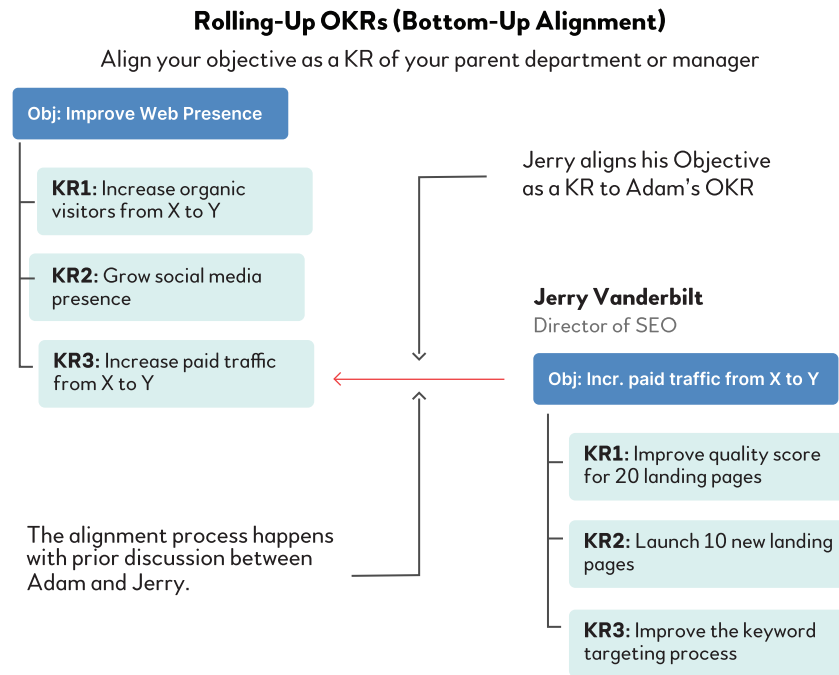 Rolling-Up OKRs (Bottom-Up Alignment)
Align your objective as a KR of your parent department or manager
Obj: Improve Web Presence
KR1: Increase organic
visitors from X to Y
KR2: Grow social media
presence
KR3: Increase paid traffic
from X to Y
Jerry aligns his Objective
as a KR to Adam's OKR
Jerry Vanderbilt
Director of SEO
Obj: Incr. paid traffic from X to Y
KR1: Improve quality score
for 20 landing pages
KR2: Launch 10 new landing
pages
KR3: Improve the keyword
targeting process
The alignment process happens
with prior discussion between
Adam and Jerry.